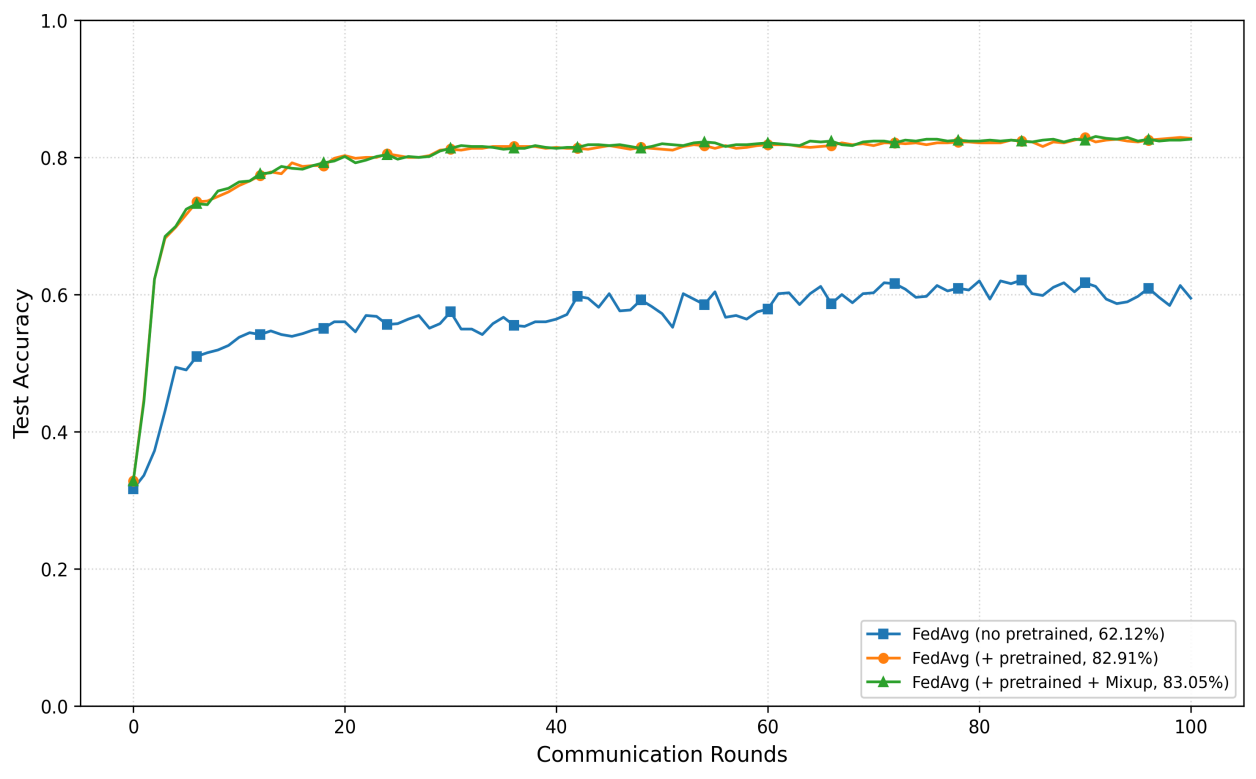 1.0
0.8
0.6
0.4
0.2
0.0
Test Accuracy
FedAvg (no pretrained, 62.12%)
FedAvg (+ pretrained, 82.91%)
FedAvg (+ pretrained + Mixup, 83.05%)
0 20 40 60 80 100
Communication Rounds